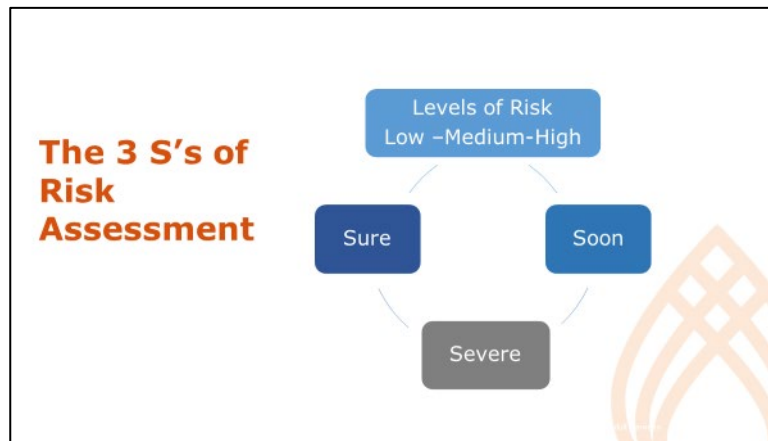 The 3 S's of
Risk
Assessment
Levels of Risk
Low –Medium-High
Sure
Soon
Severe